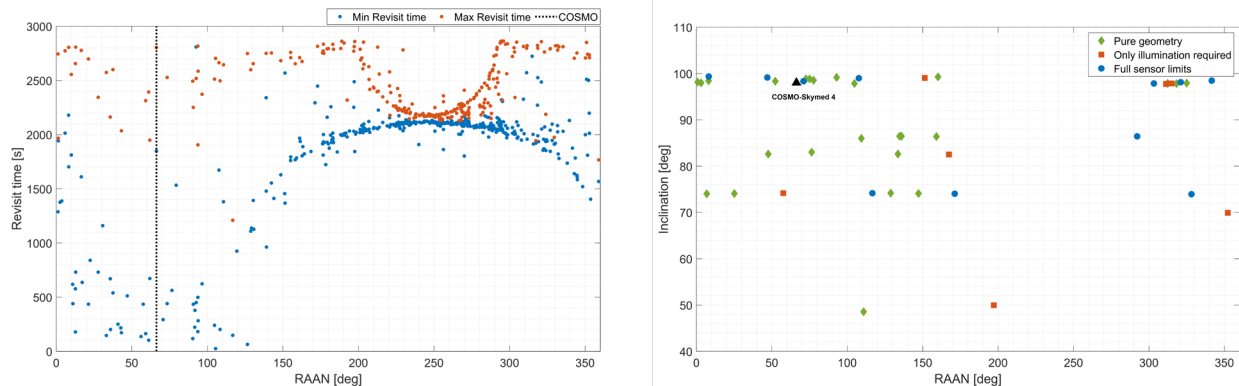 Min Revisit time Max Revisit time COSMO
3000
2500
2000
1500
1000
500
0
Revisit time [s]
0 50 100 150 200 250 300 350
RAAN [deg]
110
100
90
80
70
60
50
40
Inclination [deg]
Pure geometry
Only illumination required
Full sensor limits
COSMO-Skymed 4
0 50 100 150 200 250 300 350
RAAN [deg]